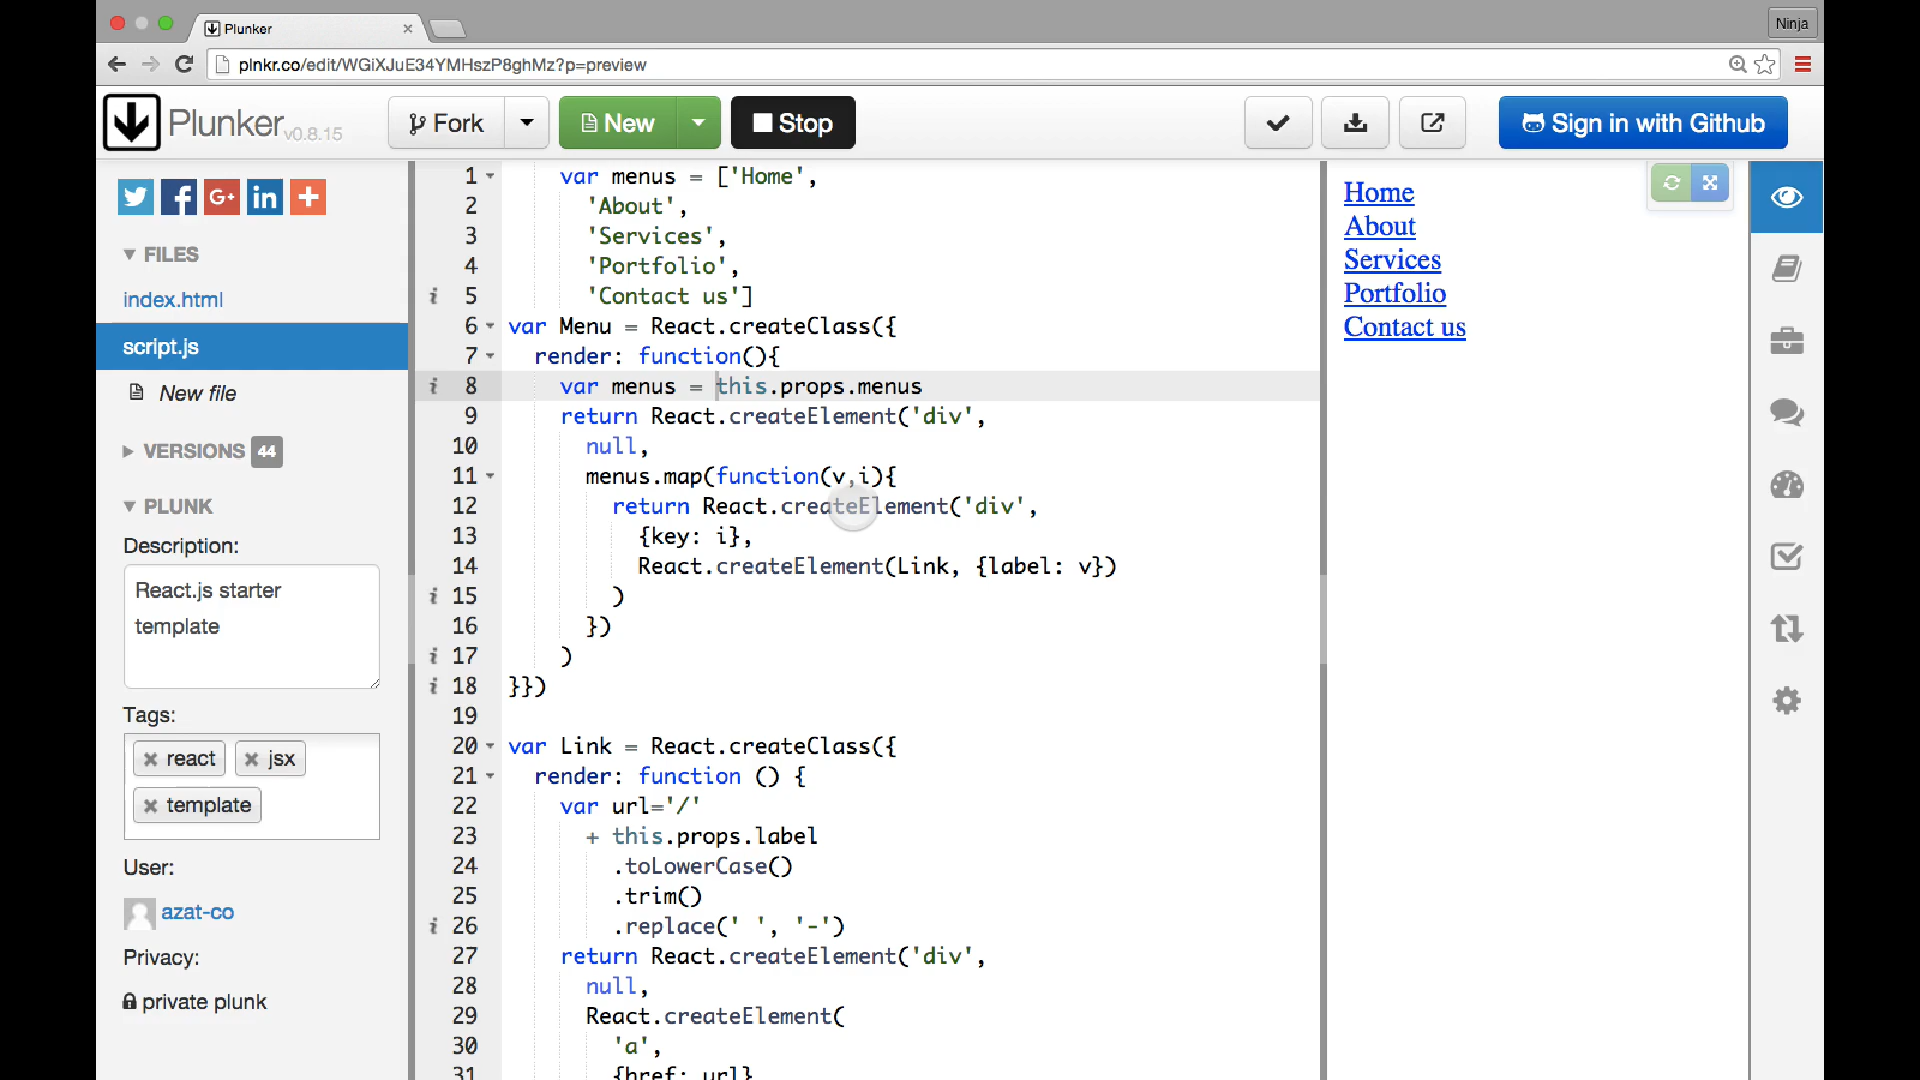 Plunker
Ninja
plnkr.co/edit/WGiXJuE34YMHszP8ghMz?p=preview
Plunker v0.8.15
Fork
New
Stop
Sign in with Github
FILES
index.html
script.js
New file
VERSIONS 44
PLUNK
Description:
React.js starter
template
Tags:
react
jsx
template
User:
azat-co
Privacy:
private plunk
1 var menus = ['Home',
2 'About',
3 'Services',
4 'Portfolio',
5 'Contact us']
6 var Menu = React.createClass({
7 render: function(){
8 var menus = this.props.menus
9 return React.createElement('div',
10 null,
11 menus.map(function(v,i){
12 return React.createElement('div',
13 {key: i},
14 React.createElement(Link, {label: v})
15 )
16 })
17 )
18 }})
19
20 var Link = React.createClass({
21 render: function () {
22 var url='/'
23 + this.props.label
24 .toLowerCase()
25 .trim()
26 .replace(' ', '-')
27 return React.createElement('div',
28 null,
29 React.createElement(
30 'a',
31 {href: url}
Home
About
Services
Portfolio
Contact us